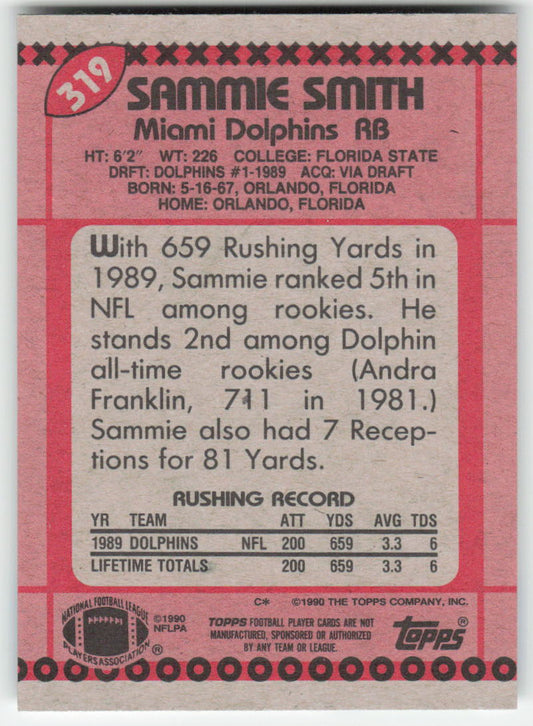 319
SAMMIE SMITH
Miami Dolphins RB
HT: 6'2" WT: 226 COLLEGE: FLORIDA STATE
DRFT: DOLPHINS #1-1989 ACQ: VIA DRAFT
BORN: 5-16-67, ORLANDO, FLORIDA
HOME: ORLANDO, FLORIDA
With 659 Rushing Yards in
1989, Sammie ranked 5th in
NFL among rookies. He
stands 2nd among Dolphin
all-time rookies (Andra
Franklin, 711 in 1981.)
Sammie also had 7 Recep-
tions for 81 Yards.
RUSHING RECORD
YR TEAM ATT YDS AVG TDS
1989 DOLPHINS NFL 200 659 3.3 6
LIFETIME TOTALS 200 659 3.3 6
C* ©1990 THE TOPPS COMPANY, INC.
NATIONAL FOOTBALL LEAGUE
PLAYERS ASSOCIATION ®
©1990
NFLPA
TOPPS FOOTBALL PLAYER CARDS ARE NOT
MANUFACTURED, SPONSORED OR AUTHORIZED
BY ANY TEAM OR LEAGUE.
TOPPS®